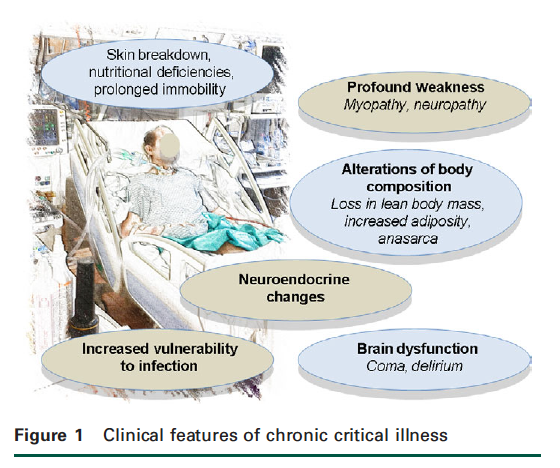 Skin breakdown,
nutritional deficiencies,
prolonged immobility
Profound Weakness
Myopathy, neuropathy
Alterations of body
composition
Loss in lean body mass,
increased adiposity,
anasarca
Neuroendocrine
changes
Increased vulnerability
to infection
Brain dysfunction
Coma, delirium
Figure 1 Clinical features of chronic critical illness